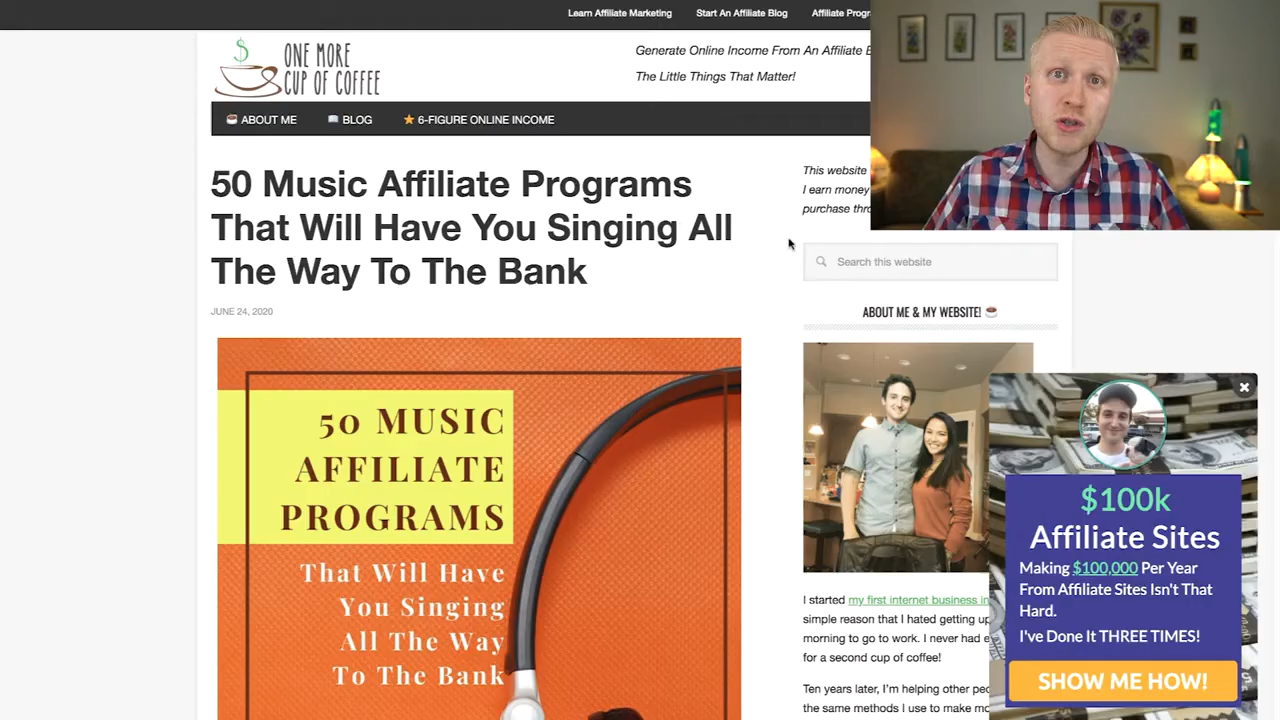 Learn Affiliate Marketing Start An Affiliate Blog Affiliate
ONE MORE
CUP OF COFFEE
Generate Online Income From An Affiliate
The Little Things That Matter!
ABOUT ME BLOG 6-FIGURE ONLINE INCOME
50 Music Affiliate Programs
That Will Have You Singing All
The Way To The Bank
JUNE 24, 2020
50 MUSIC
AFFILIATE
PROGRAMS
That Will Have
You Singing
All The Way
To The Bank
This website
I earn money
purchase
Search this website
ABOUT ME & MY WEBSITE!
I started my first internet business in
simple reason that I hated getting up
morning to go to work. I never had
for a second cup of coffee!
Ten years later, I'm helping other
the same methods I use to make
$100k
Affiliate Sites
Making $100,000 Per Year
From Affiliate Sites Isn't That
Hard.
I've Done It THREE TIMES!
SHOW ME HOW!